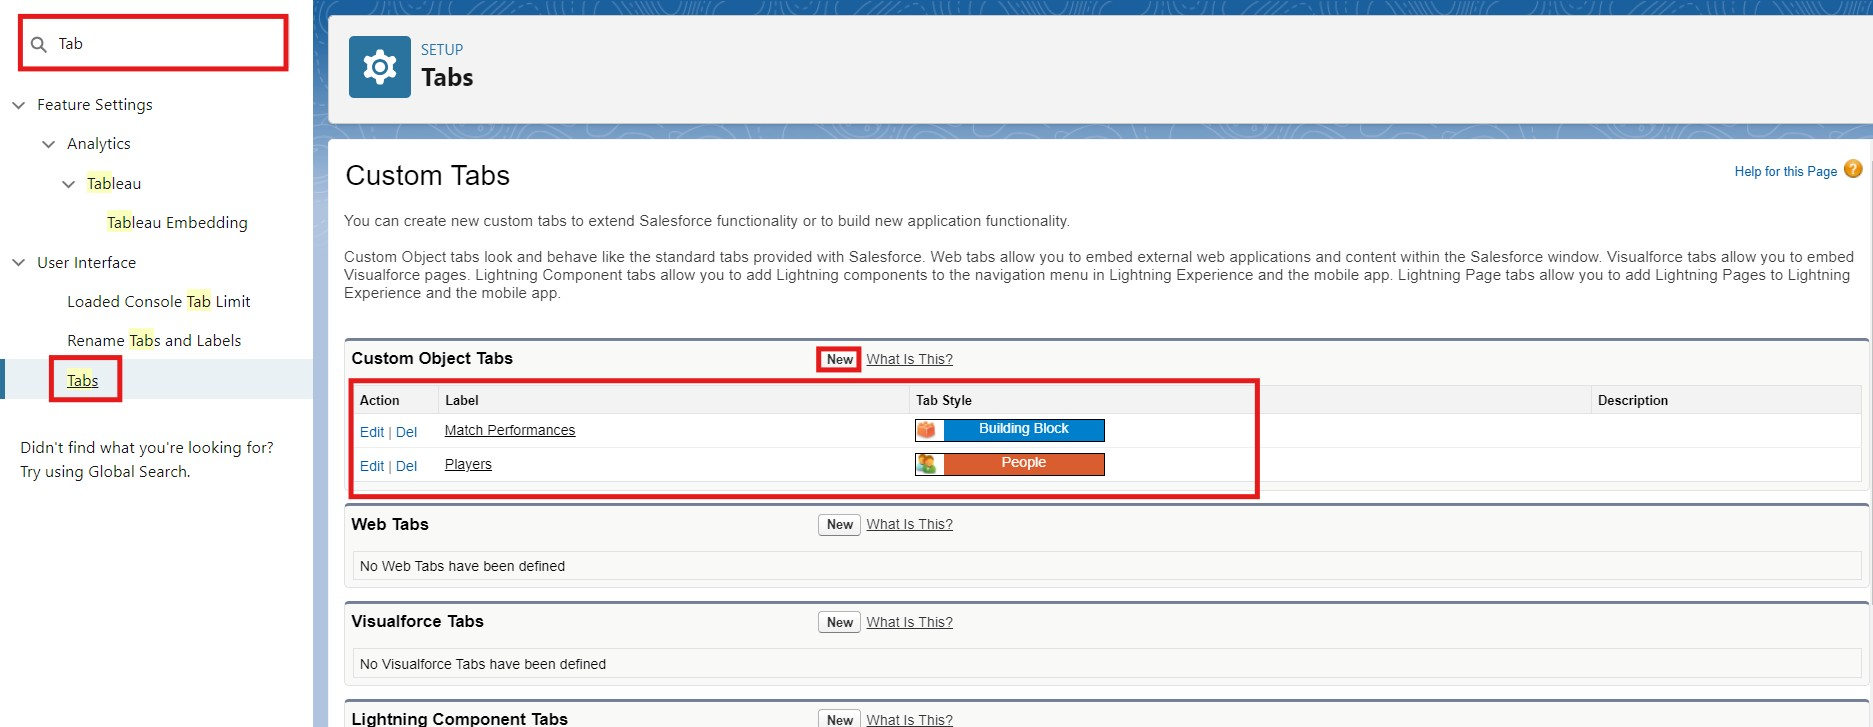 Tab
Feature Settings
Analytics
Tableau
Tableau Embedding
User Interface
Loaded Console Tab Limit
Rename Tabs and Labels
Tabs
Didn't find what you're looking for?
Try using Global Search.
SETUP
Tabs
Custom Tabs
Help for this Page ?
You can create new custom tabs to extend Salesforce functionality or to build new application functionality.
Custom Object tabs look and behave like the standard tabs provided with Salesforce. Web tabs allow you to embed external web applications and content within the Salesforce window. Visualforce tabs allow you to embed
Visualforce pages. Lightning Component tabs allow you to add Lightning components to the navigation menu in Lightning Experience and the mobile app. Lightning Page tabs allow you to add Lightning Pages to Lightning
Experience and the mobile app.
Custom Object Tabs New What Is This?
Action Label Tab Style Description
Edit | Del Match Performances Building Block
Edit | Del Players People
Web Tabs New What Is This?
No Web Tabs have been defined
Visualforce Tabs New What Is This?
No Visualforce Tabs have been defined
Lightning Component Tabs New What Is This?